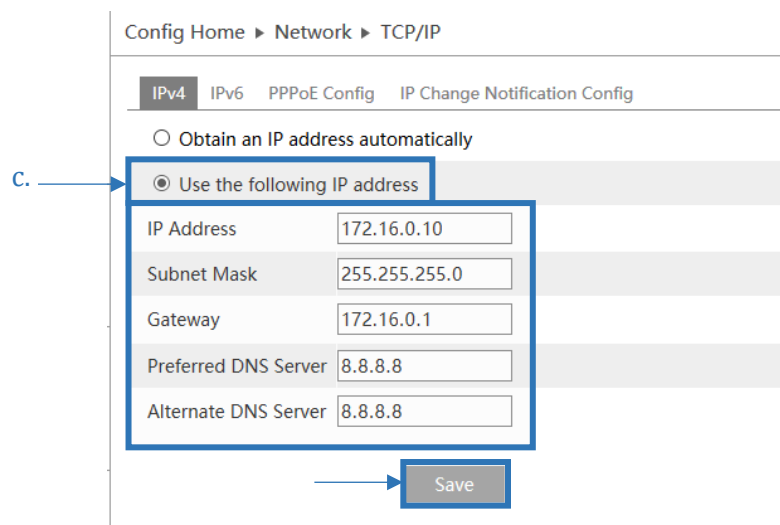 Config Home ▸ Network ▸ TCP/IP
IPv4 IPv6 PPPoE Config IP Change Notification Config
Obtain an IP address automatically
c. Use the following IP address
IP Address 172.16.0.10
Subnet Mask 255.255.255.0
Gateway 172.16.0.1
Preferred DNS Server 8.8.8.8
Alternate DNS Server 8.8.8.8
Save